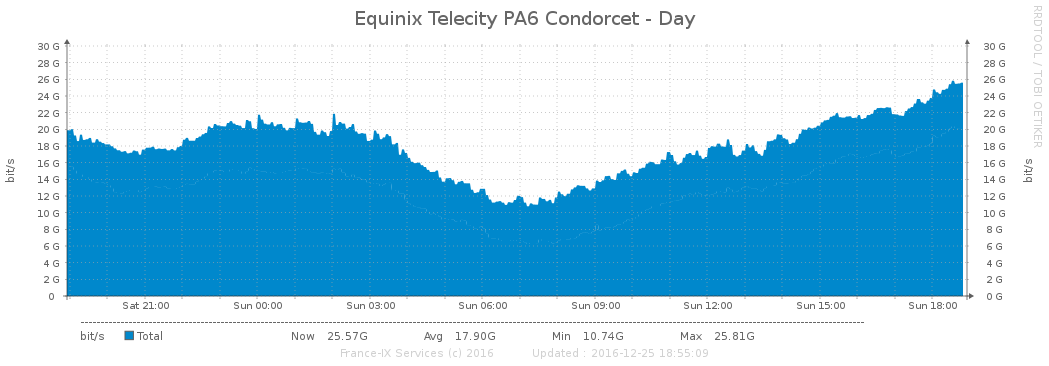 Equinix Telecity PA6 Condorcet - Day
RRDTOOL / TOBI OETIKER
bit/s
30 G 30 G
28 G 28 G
26 G 26 G
24 G 24 G
22 G 22 G
20 G 20 G
18 G 18 G
16 G 16 G
14 G 14 G
12 G 12 G
10 G 10 G
8 G 8 G
6 G 6 G
4 G 4 G
2 G 2 G
0 0 G
bit/s
Sat 21:00 Sun 00:00 Sun 03:00 Sun 06:00 Sun 09:00 Sun 12:00 Sun 15:00 Sun 18:00
bit/s Total Now 25.57G Avg 17.90G Min 10.74G Max 25.81G
France-IX Services (c) 2016 Updated : 2016-12-25 18:55:09